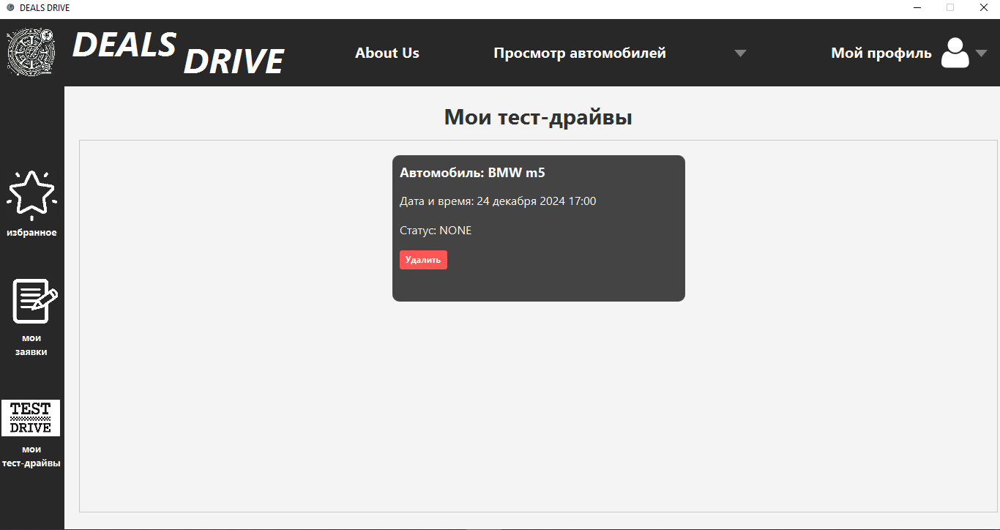 DEALS DRIVE
DEALS
DRIVE
About Us
Просмотр автомобилей
Мой профиль
Мои тест-драйвы
Автомобиль: BMW m5
Дата и время: 24 декабря 2024 17:00
Статус: NONE
Удалить
избранное
мои
заявки
TEST
DRIVE
мои
тест-драйвы